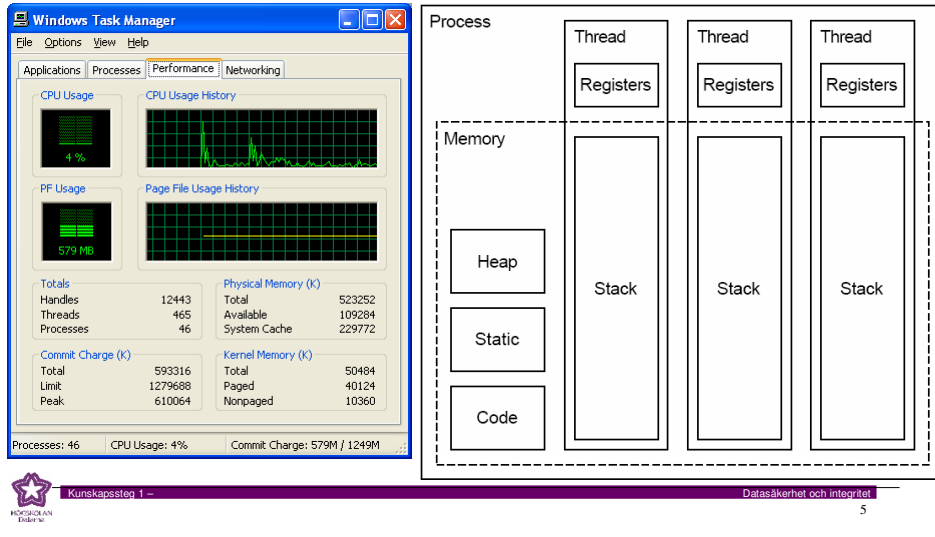 Windows Task Manager
File Options View Help
Applications Processes Performance Networking
CPU Usage
CPU Usage History
4 %
PF Usage
Page File Usage History
579 MB
Totals
Handles 12443
Threads 465
Processes 46
Physical Memory (K)
Total 523252
Available 109284
System Cache 229772
Commit Charge (K)
Total 593316
Limit 1279688
Peak 610064
Kernel Memory (K)
Total 50484
Paged 40124
Nonpaged 10360
Processes: 46 CPU Usage: 4% Commit Charge: 579M / 1249M
Process
Thread Thread Thread
Registers Registers Registers
Memory
Heap
Static
Code
Stack Stack Stack
HÖGSKOLAN
Dalarna
Kunskapssteg 1 –
Datasäkerhet och integritet
5